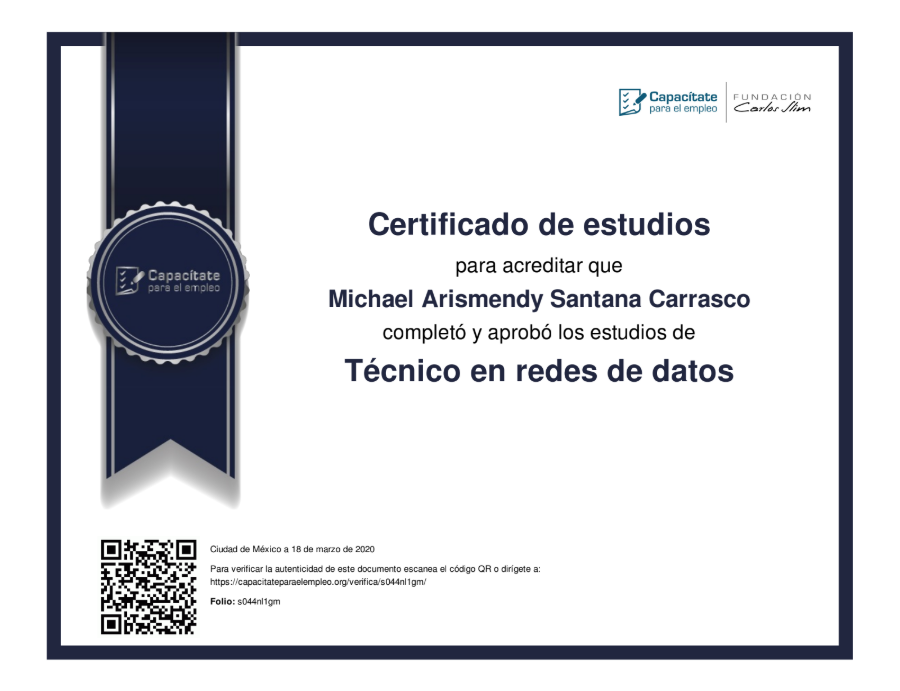 Capacítate
para el empleo
FUNDACIÓN
Carlos Slim
Certificado de estudios
para acreditar que
Michael Arismendy Santana Carrasco
completó y aprobó los estudios de
Técnico en redes de datos
Capacítate
para el empleo
Ciudad de México a 18 de marzo de 2020
Para verificar la autenticidad de este documento escanea el código QR o dirígete a:
https://capacitateparaelempleo.org/verifica/s044nl1gm/
Folio: s044nl1gm